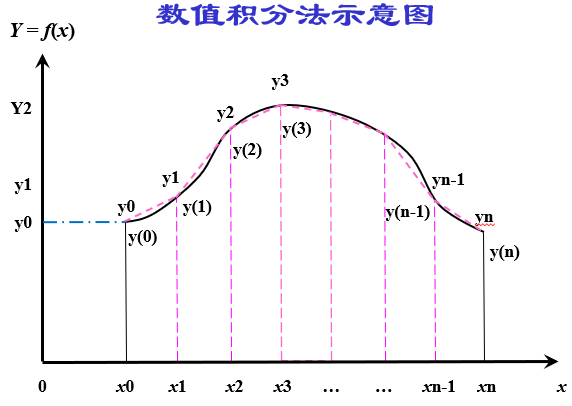 数值积分法示意图
Y = f(x)
y3
Y2
y2
y(3)
y(2)
y1
y1
yn-1
y0
y0
y(1)
y(n-1)
yn
y(0)
y(n)
0 x0 x1 x2 x3 … … xn-1 xn x